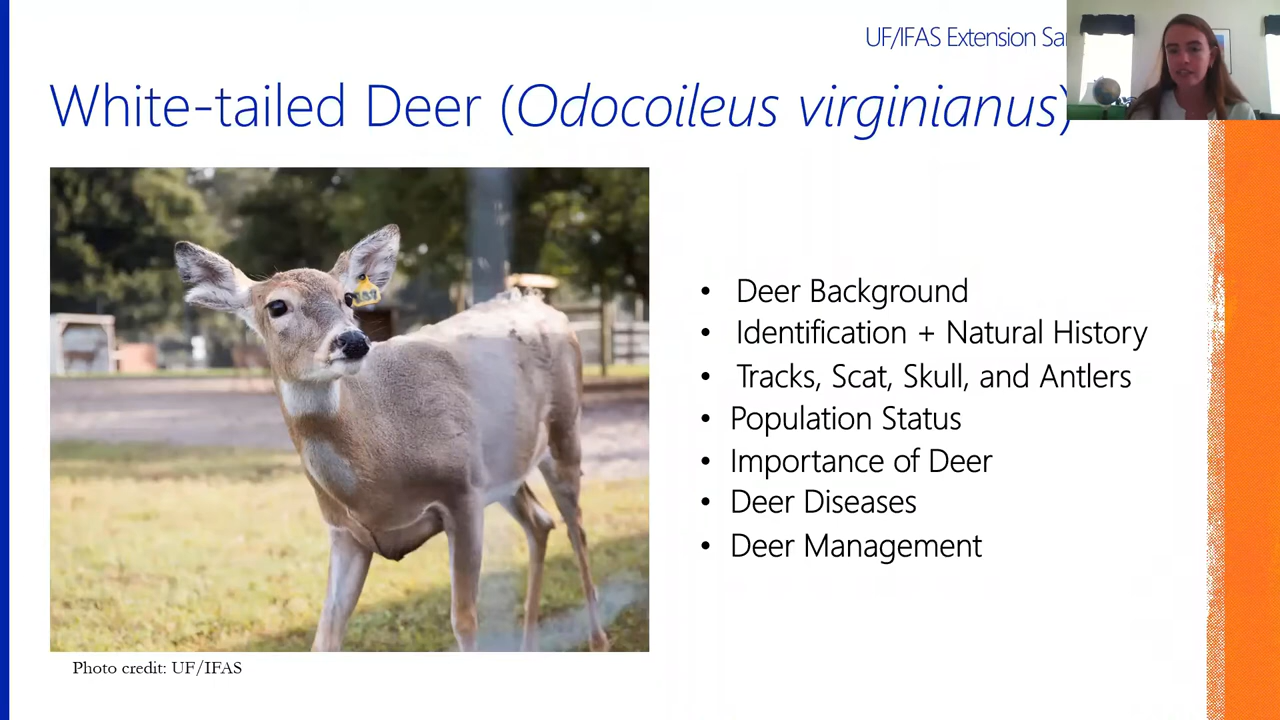 UF/IFAS Extension
White-tailed Deer (Odocoileus virginianus)
• Deer Background
• Identification + Natural History
• Tracks, Scat, Skull, and Antlers
• Population Status
• Importance of Deer
• Deer Diseases
• Deer Management
Photo credit: UF/IFAS